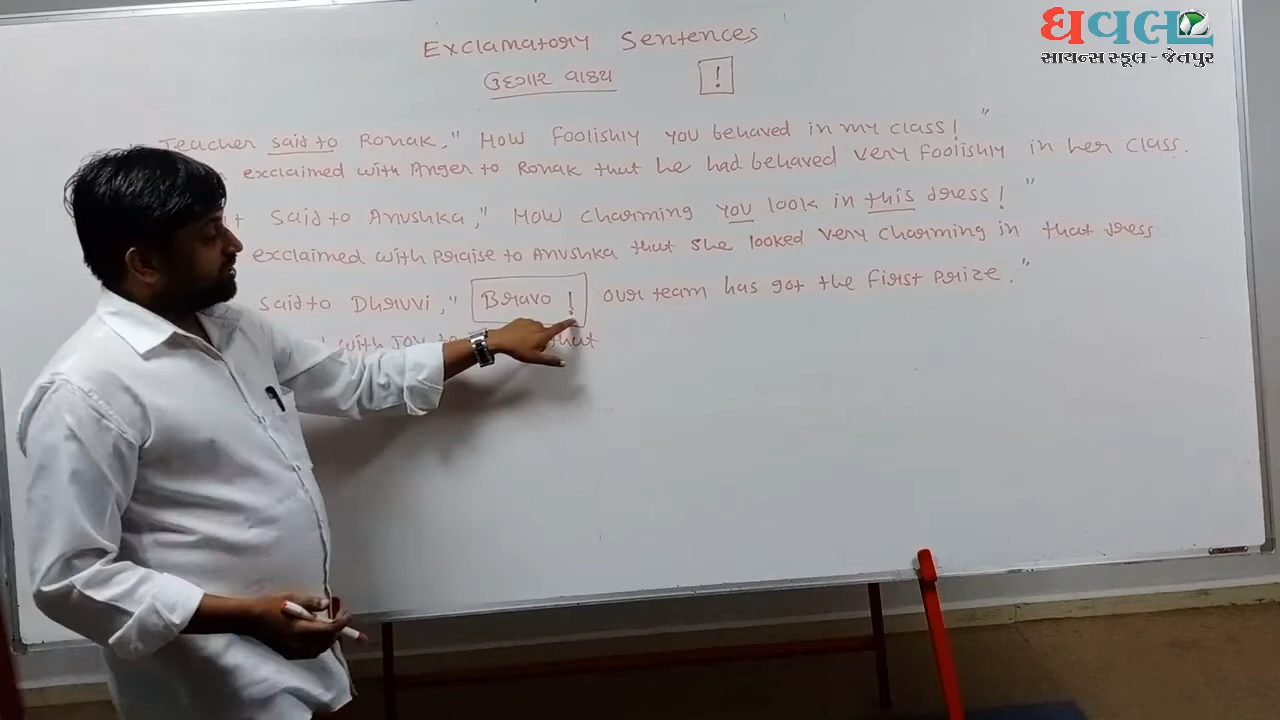 ધવલ
સાયન્સ સ્કૂલ - જેતપુર
Exclamatory Sentences
ઉદગાર વાક્ય !
Teacher said to Ronak, " How Foolishly you behaved in my class! "
exclaimed with Anger to Ronak that he had behaved very Foolishly in her class.
said to Anushka, " How charming you look in this dress! "
exclaimed with praise to Anushka that she looked very charming in that dress
said to Dhruvi, " Bravo ! our team has got the First prize. "
with Joy that